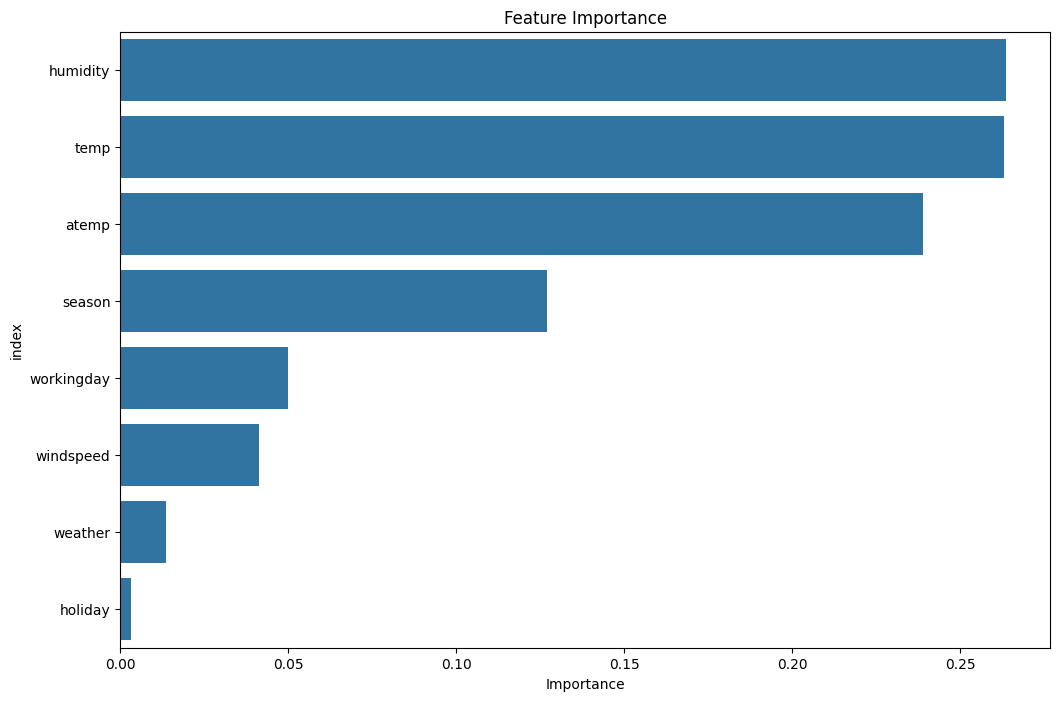 Feature Importance
humidity
temp
atemp
season
index
workingday
windspeed
weather
holiday
0.00 0.05 0.10 0.15 0.20 0.25
Importance